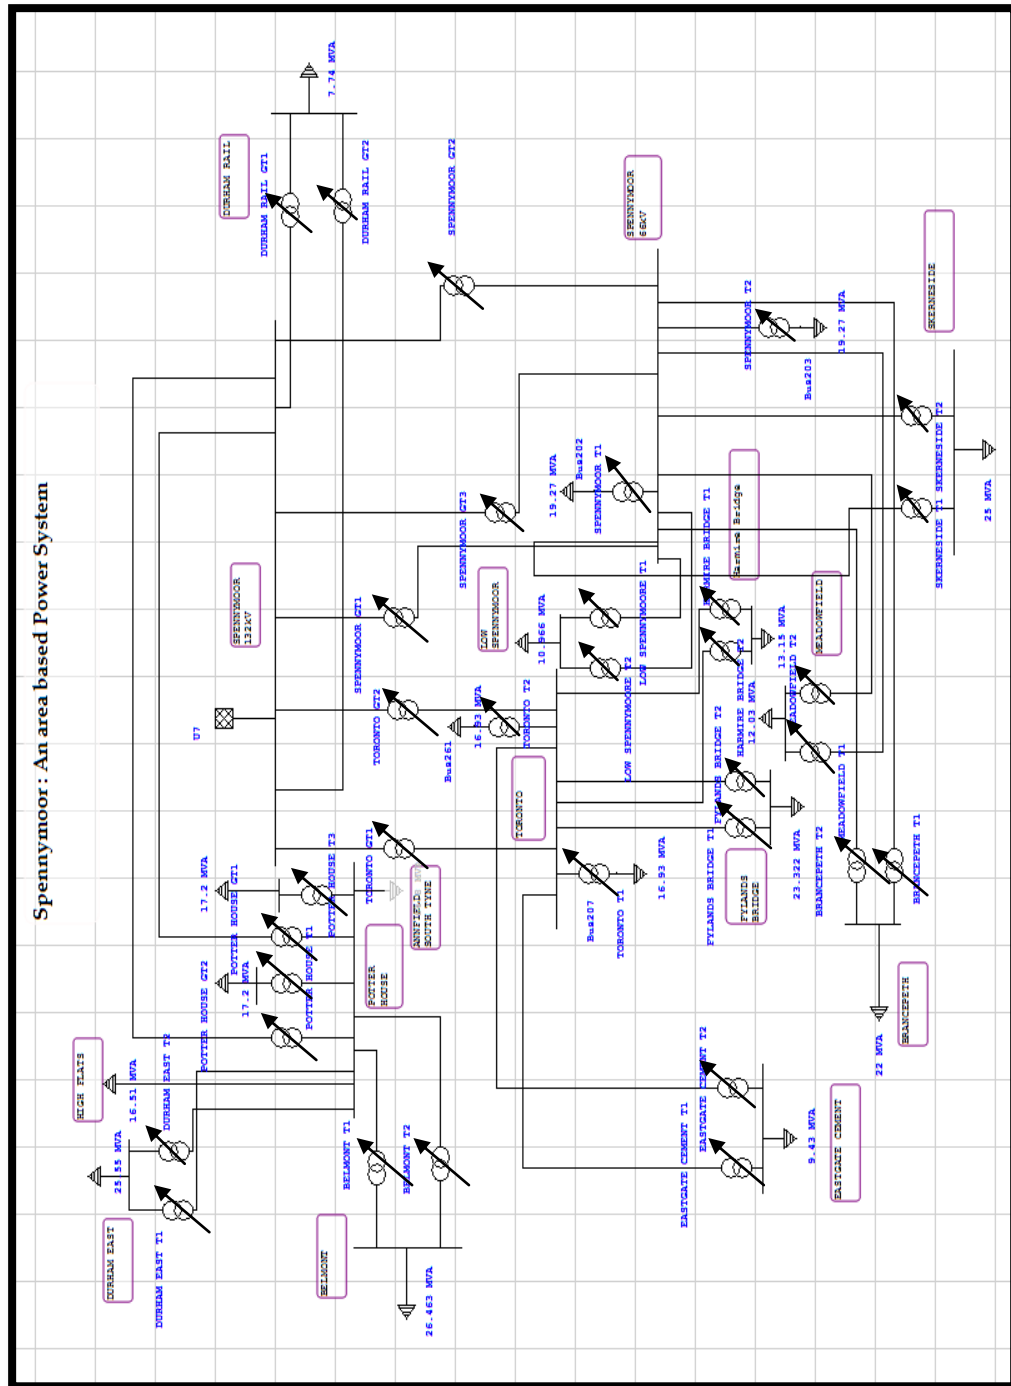 Spennymoor : An area based Power System
DURHAM EAST
DURHAM EAST T1
25.55 MVA
HIGH FLATS
16.51 MVA
DURHAM EAST T2
POTTER HOUSE GT2
17.2 MVA
POTTER HOUSE GT1
17.2 MVA
POTTER HOUSE T1
POTTER HOUSE T3
BELMONT
BELMONT T1
BELMONT T2
26.463 MVA
POTTER
HOUSE
ANNFIELD
SOUTH TYNE
TORONTO GT1
U7
TORONTO GT2
SPENNYMOOR
132kV
SPENNYMOOR GT1
SPENNYMOOR GT3
SPENNYMOOR GT2
DURHAM RAIL
DURHAM RAIL GT1
DURHAM RAIL GT2
7.74 MVA
Bus261
16.93 MVA
TORONTO T2
TORONTO
LOW
SPENNYMOOR
10.966 MVA
LOW SPENNYMOORE T2
LOW SPENNYMOORE T1
19.27 MVA
Bus202
SPENNYMOOR T1
SPENNYMOOR
66kV
SPENNYMOOR T2
Bus203
19.27 MVA
SKERNESIDE
SKERNESIDE T1
SKERNESIDE T2
25 MVA
Harmire Bridge
HARMIRE BRIDGE T1
HARMIRE BRIDGE T2
13.15 MVA
MEADOWFIELD
MEADOWFIELD T2
MEADOWFIELD T1
12.03 MVA
FYLANDS BRIDGE T2
FYLANDS BRIDGE T1
FYLANDS
BRIDGE
23.322 MVA
Bus207
TORONTO T1
16.93 MVA
BRANCEPETH T2
BRANCEPETH T1
BRANCEPETH
22 MVA
EASTGATE CEMENT T1
EASTGATE CEMENT T2
9.43 MVA
EASTGATE CEMENT